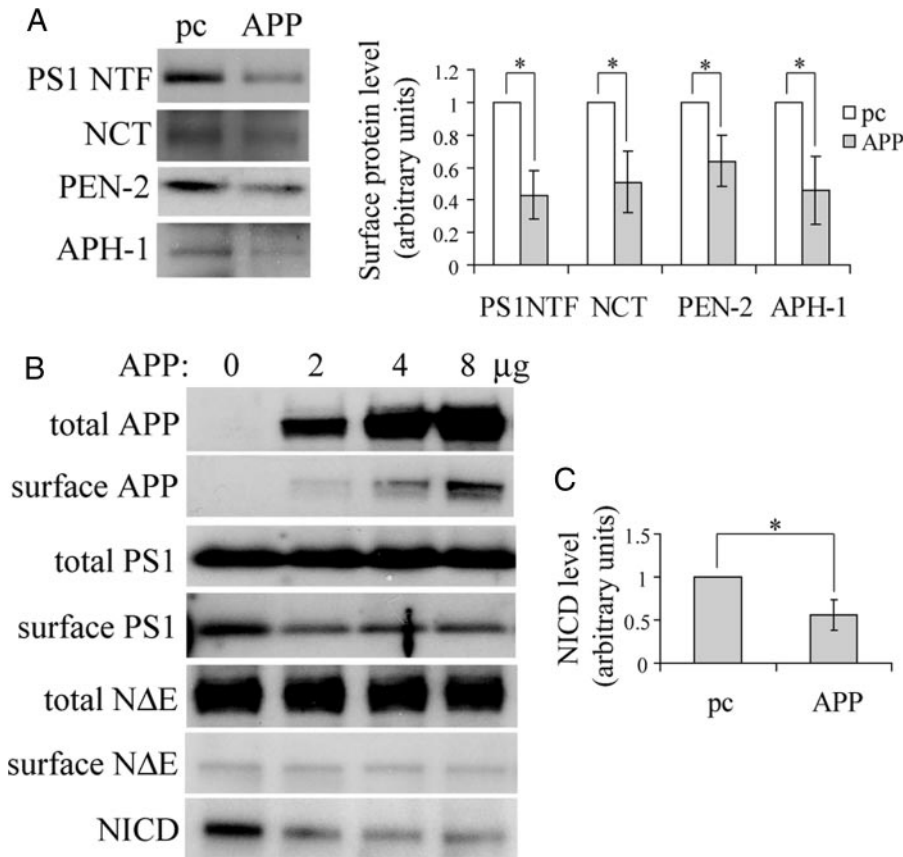 A
pc APP
PS1 NTF
NCT
PEN-2
APH-1
Surface protein level
(arbitrary units)
1.2
1
0.8
0.6
0.4
0.2
0
* * * *
PS1NTF NCT PEN-2 APH-1
pc
APP
B
APP: 0 2 4 8 µg
total APP
surface APP
total PS1
surface PS1
total NΔE
surface NΔE
NICD
C
NICD level
(arbitrary units)
1.5
1
0.5
0
*
pc APP